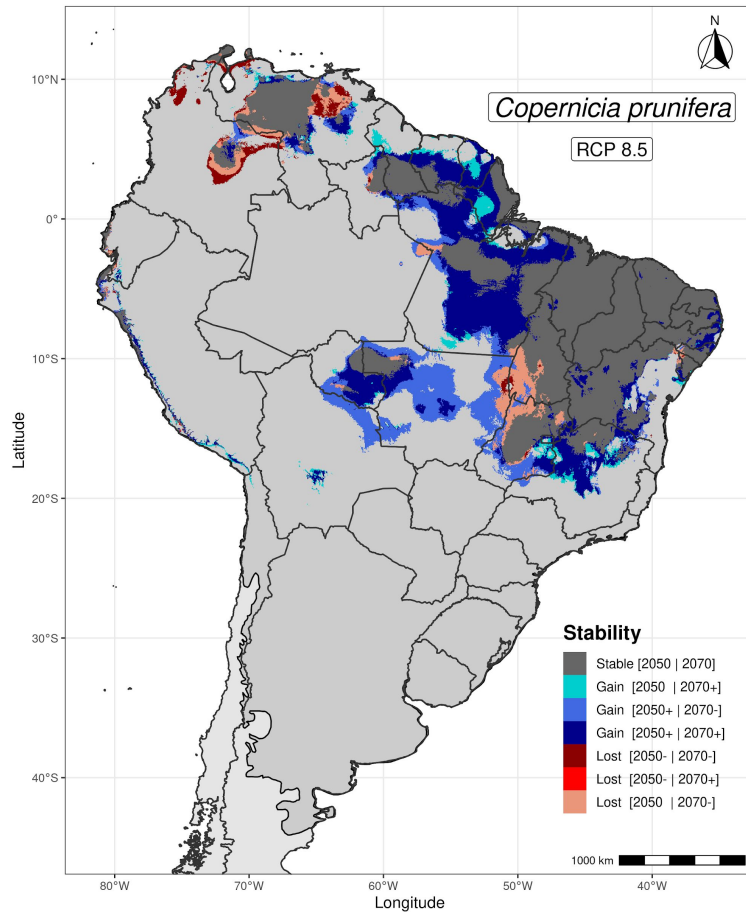 N
Copernicia prunifera
RCP 8.5
10°N
0°
10°S
20°S
30°S
40°S
Latitude
Stability
Stable [2050 | 2070]
Gain [2050 | 2070+]
Gain [2050+ | 2070-]
Gain [2050+ | 2070+]
Lost [2050- | 2070-]
Lost [2050- | 2070+]
Lost [2050 | 2070-]
1000 km
80°W 70°W 60°W 50°W 40°W
Longitude